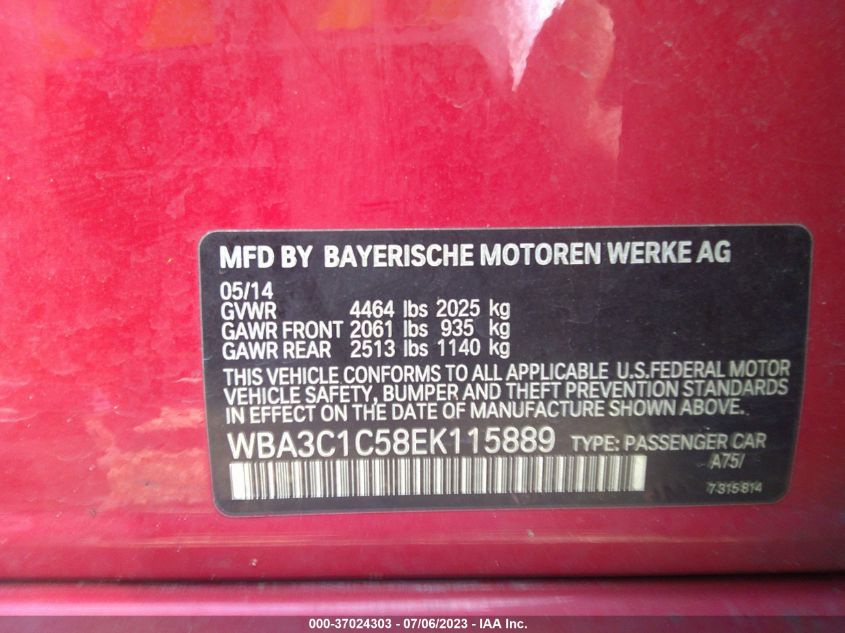 MFD BY BAYERISCHE MOTOREN WERKE AG
05/14
GVWR 4464 lbs 2025 kg
GAWR FRONT 2061 lbs 935 kg
GAWR REAR 2513 lbs 1140 kg
THIS VEHICLE CONFORMS TO ALL APPLICABLE U.S.FEDERAL MOTOR
VEHICLE SAFETY, BUMPER AND THEFT PREVENTION STANDARDS
IN EFFECT ON THE DATE OF MANUFACTURE SHOWN ABOVE.
WBA3C1C58EK115889 TYPE: PASSENGER CAR
A75/
7315814
000-37024303 - 07/06/2023 - IAA Inc.